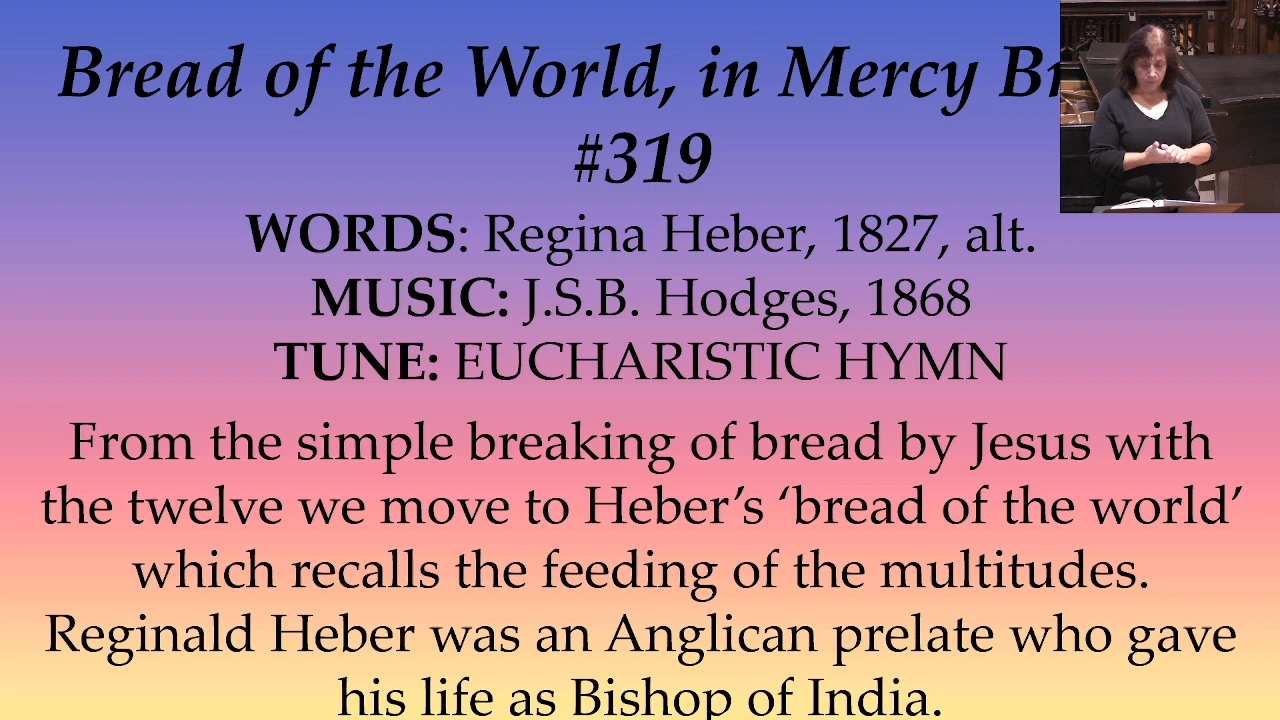 Bread of the World, in Mercy
#319
WORDS: Regina Heber, 1827, alt.
MUSIC: J.S.B. Hodges, 1868
TUNE: EUCHARISTIC HYMN
From the simple breaking of bread by Jesus with
the twelve we move to Heber’s ‘bread of the world’
which recalls the feeding of the multitudes.
Reginald Heber was an Anglican prelate who gave
his life as Bishop of India.